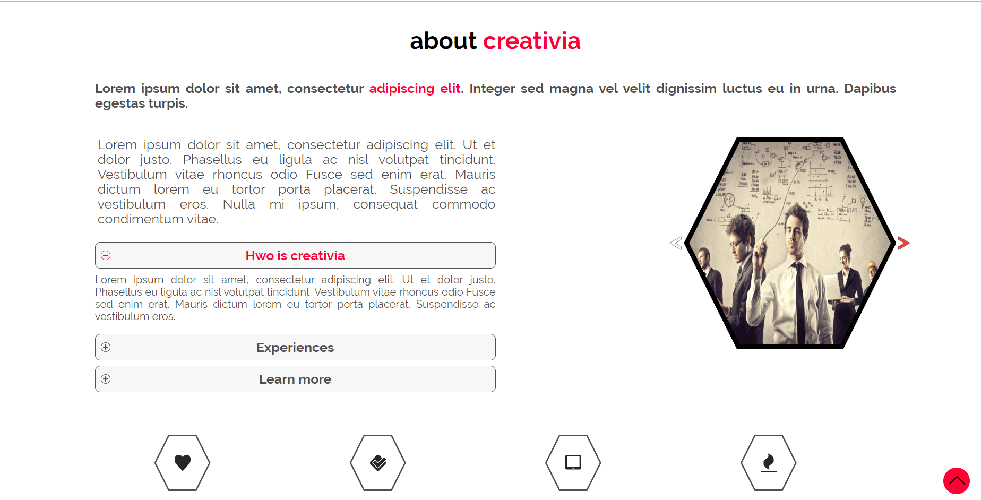 about creativia
Lorem ipsum dolor sit amet, consectetur adipiscing elit. Integer sed magna vel velit dignissim luctus eu in urna. Dapibus
egestas turpis.
Lorem ipsum dolor sit amet, consectetur adipiscing elit. Ut et
dolor justo. Phasellus eu ligula ac nisl volutpat tincidunt.
Vestibulum vitae rhoncus odio Fusce sed enim erat. Mauris
dictum lorem eu tortor porta placerat. Suspendisse ac
vestibulum eros. Nulla mi ipsum, consequat commodo
condimentum vitae.
Hwo is creativia
Lorem ipsum dolor sit amet, consectetur adipiscing elit. Ut et dolor justo.
Phasellus eu ligula ac nisl volutpat tincidunt. Vestibulum vitae rhoncus odio Fusce
sed enim erat. Mauris dictum lorem eu tortor porta placerat. Suspendisse ac
vestibulum eros.
Experiences
Learn more